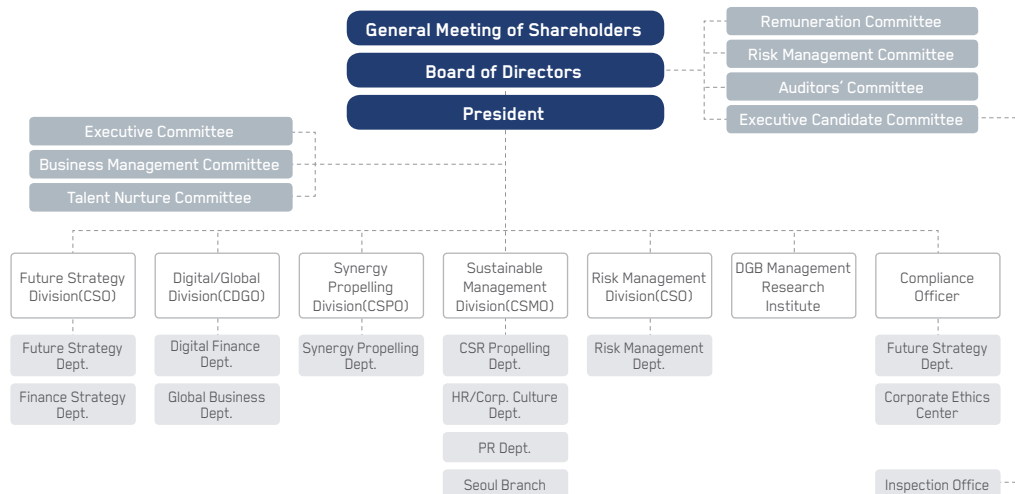 General Meeting of Shareholders
Board of Directors
President
Remuneration Committee
Risk Management Committee
Auditors' Committee
Executive Candidate Committee
Executive Committee
Business Management Committee
Talent Nurture Committee
Future Strategy
Division(CSO)
Digital/Global
Division(CDGO)
Synergy
Propelling
Division(CSPO)
Sustainable
Management
Division(CSMO)
Risk Management
Division(CSO)
DGB Management
Research
Institute
Compliance
Officer
Future Strategy
Dept.
Finance Strategy
Dept.
Digital Finance
Dept.
Global Business
Dept.
Synergy Propelling
Dept.
CSR Propelling
Dept.
HR/Corp. Culture
Dept.
PR Dept.
Seoul Branch
Risk Management
Dept.
Future Strategy
Dept.
Corporate Ethics
Center
Inspection Office